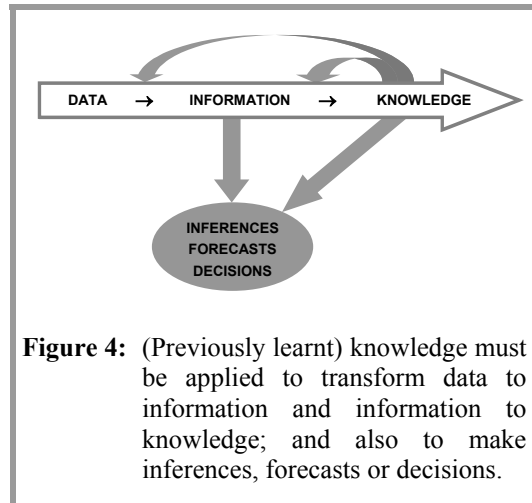 DATA → INFORMATION → KNOWLEDGE
INFERENCES
FORECASTS
DECISIONS
Figure 4: (Previously learnt) knowledge must
be applied to transform data to
information and information to
knowledge; and also to make
inferences, forecasts or decisions.